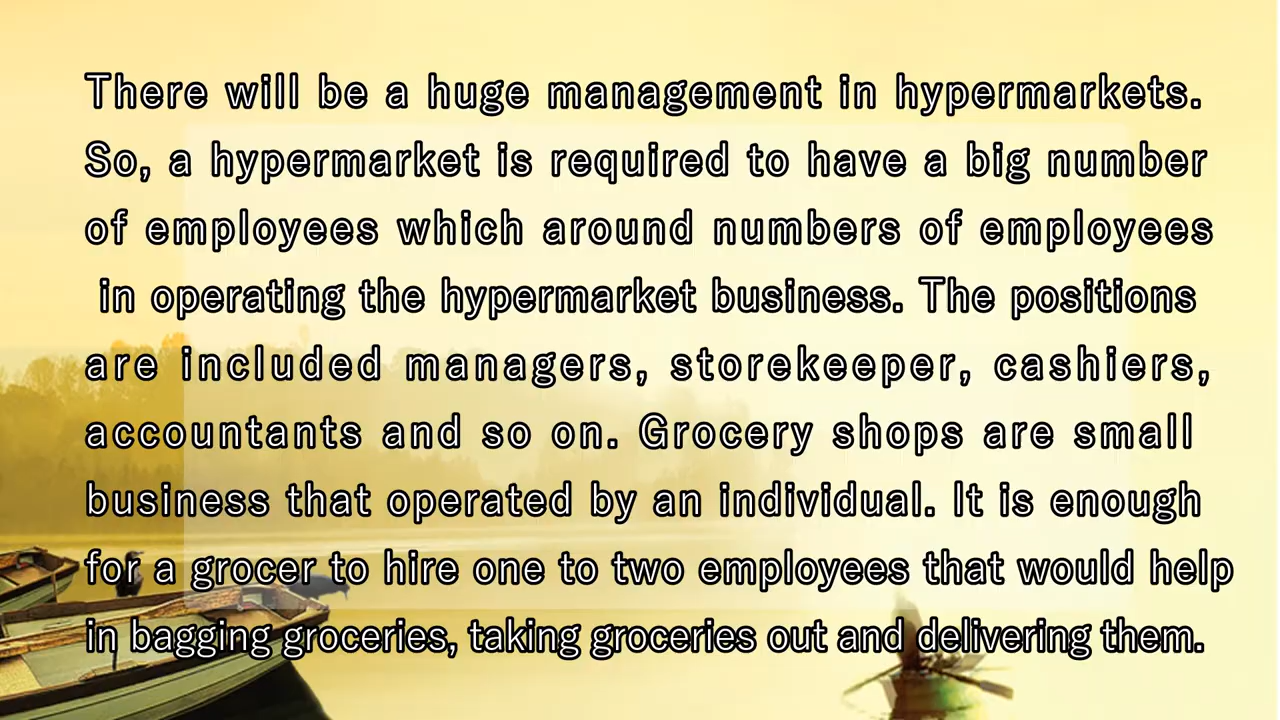 There will be a huge management in hypermarkets.
So, a hypermarket is required to have a big number
of employees which around numbers of employees
in operating the hypermarket business. The positions
are included managers, storekeeper, cashiers,
accountants and so on. Grocery shops are small
business that operated by an individual. It is enough
for a grocer to hire one to two employees that would help
in bagging groceries, taking groceries out and delivering them.